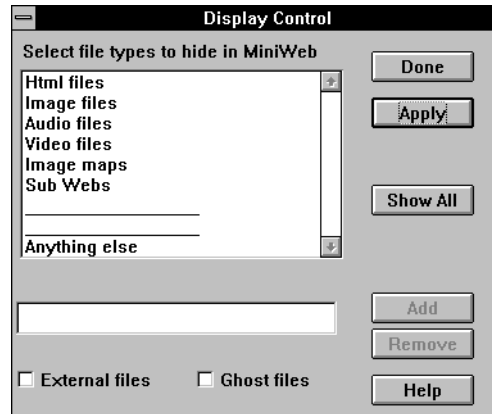 Display Control
Select file types to hide in MiniWeb
Html files
Image files
Audio files
Video files
Image maps
Sub Webs
Anything else
Done
Apply
Show All
Add
Remove
External files
Ghost files
Help